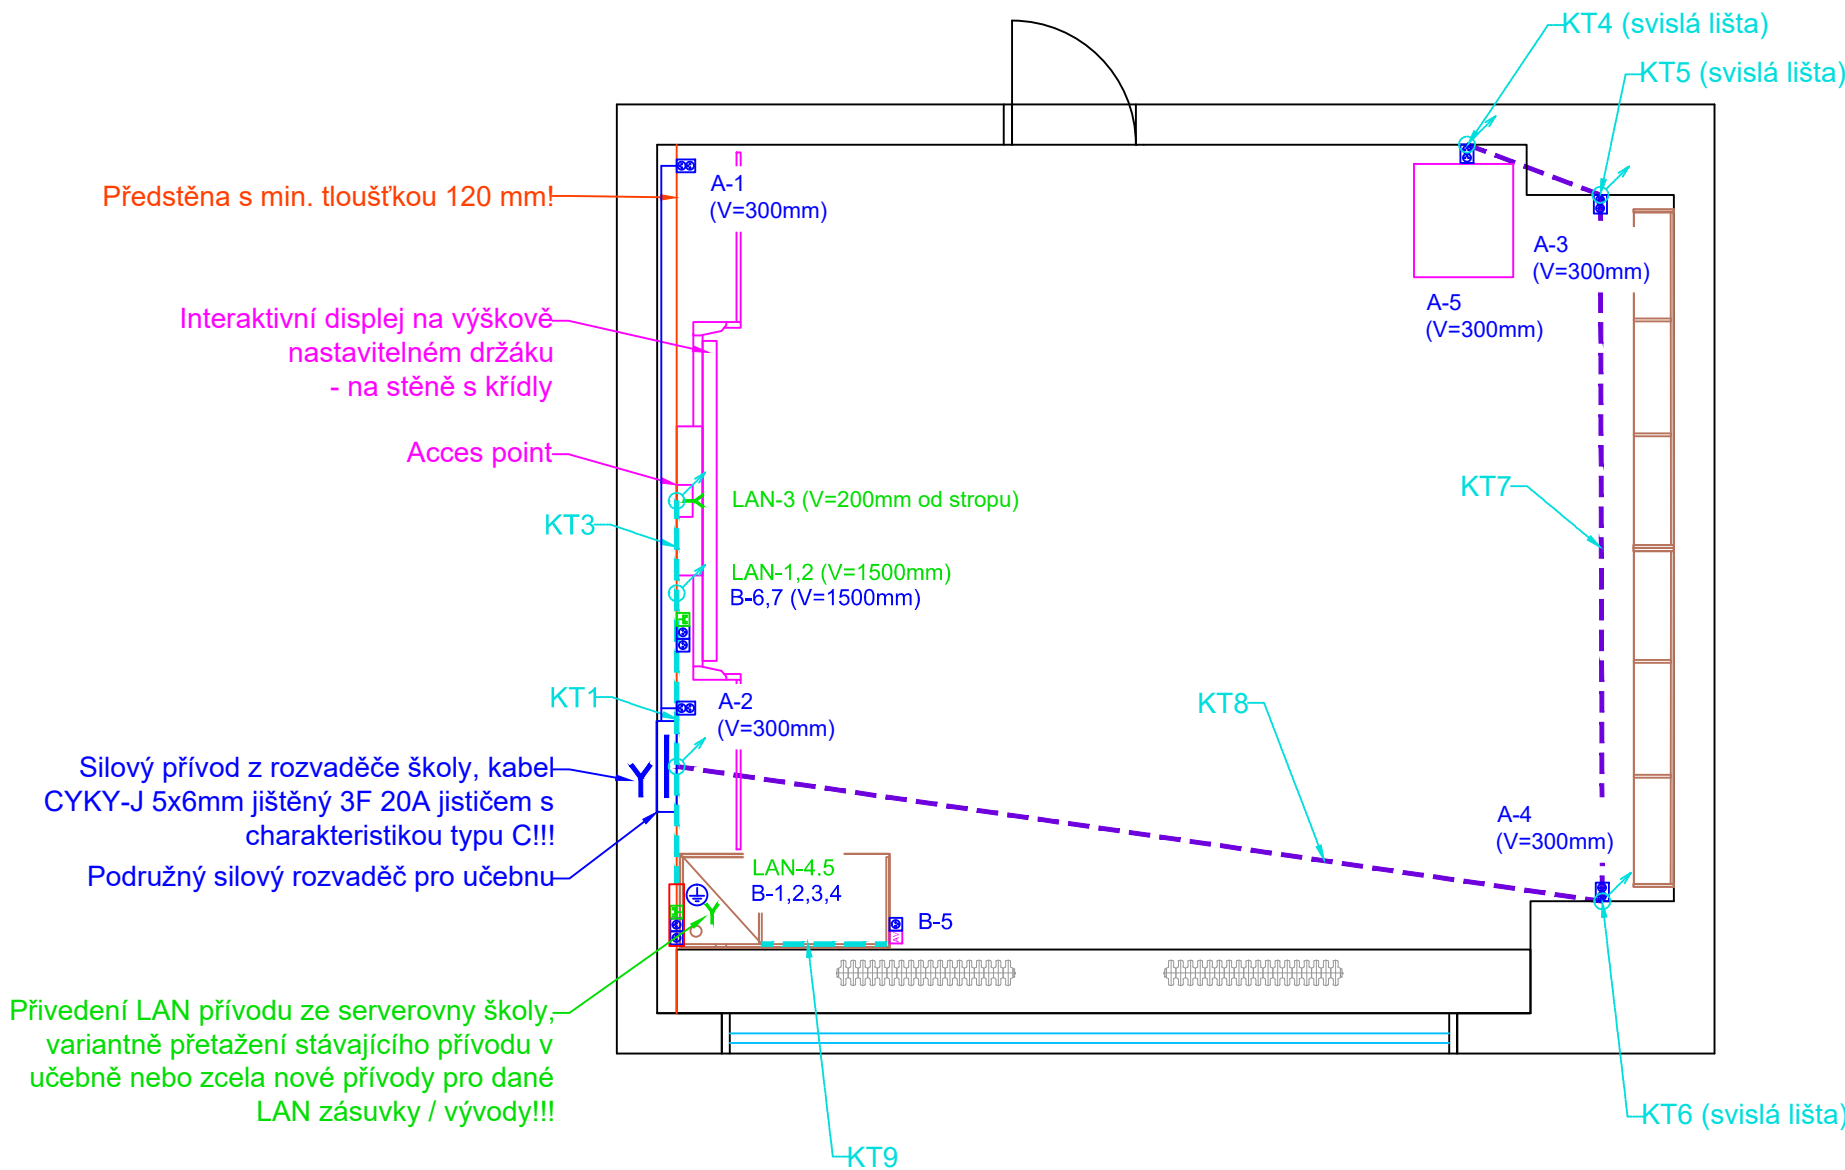 KT4 (svislá lišta)
KT5 (svislá lišta)
Předstěna s min. tloušťkou 120 mm!
A-1
(V=300mm)
A-3
(V=300mm)
A-5
(V=300mm)
Interaktivní displej na výškově
nastavitelném držáku
- na stěně s křídly
Acces point
KT3
LAN-3 (V=200mm od stropu)
KT7
LAN-1,2 (V=1500mm)
B-6,7 (V=1500mm)
KT1
A-2
(V=300mm)
KT8
Silový přívod z rozvaděče školy, kabel
CYKY-J 5x6mm jištěný 3F 20A jističem s
charakteristikou typu C!!!
Podružný silový rozvaděč pro učebnu
A-4
(V=300mm)
LAN-4.5
B-1,2,3,4
B-5
Přivedení LAN přívodu ze serverovny školy,
variantně přetažení stávajícího přívodu v
učebně nebo zcela nové přívody pro dané
LAN zásuvky / vývody!!!
KT9
KT6 (svislá lišta)